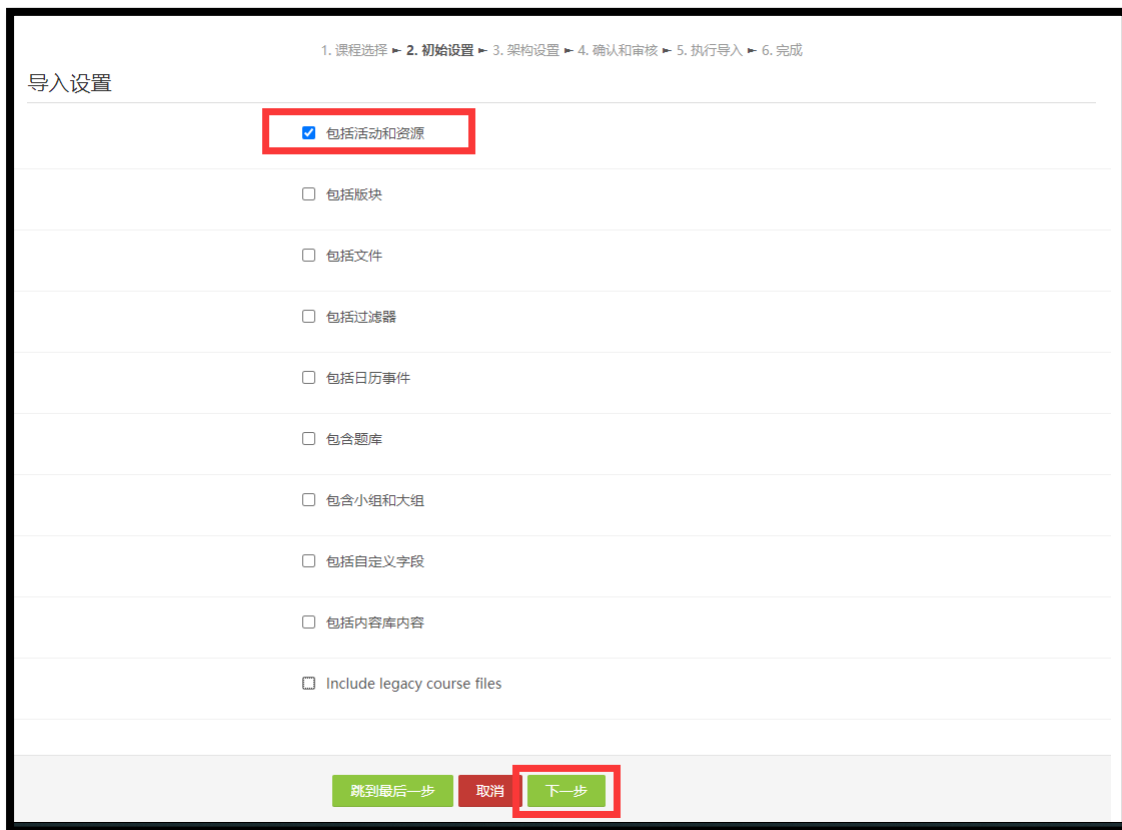 1. 课程选择 ► 2. 初始设置 ► 3. 架构设置 ► 4. 确认和审核 ► 5. 执行导入 ► 6. 完成
导入设置
包括活动和资源
包括版块
包括文件
包括过滤器
包括日历事件
包含题库
包含小组和大组
包括自定义字段
包括内容库内容
Include legacy course files
跳到最后一步 取消 下一步